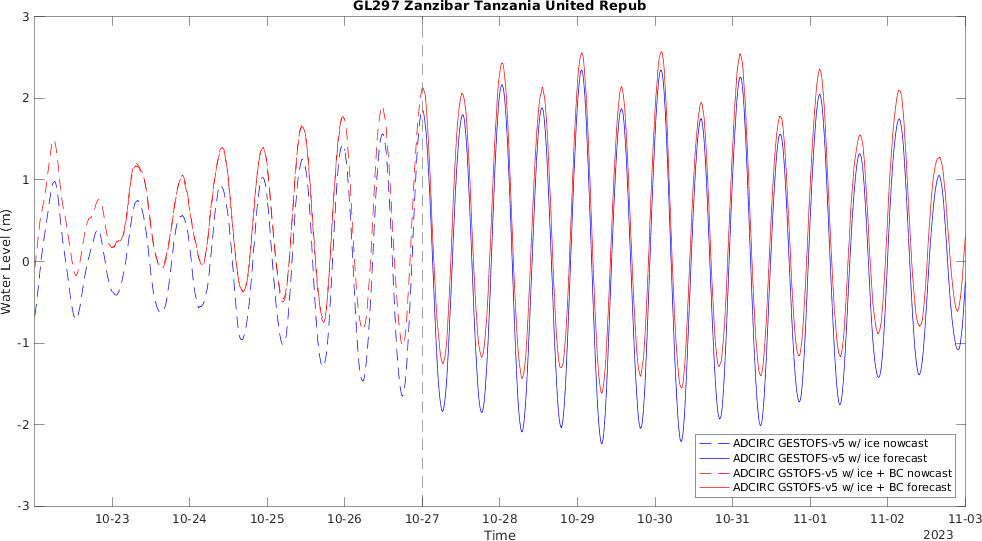 GL297 Zanzibar Tanzania United Repub
3
2
1
0
-1
-2
-3
Water Level (m)
ADCIRC GESTOFS-v5 w/ ice nowcast
ADCIRC GESTOFS-v5 w/ ice forecast
ADCIRC GSTOFS-v5 w/ ice + BC nowcast
ADCIRC GSTOFS-v5 w/ ice + BC forecast
10-23 10-24 10-25 10-26 10-27 10-28 10-29 10-30 10-31 11-01 11-02 11-03
Time
2023